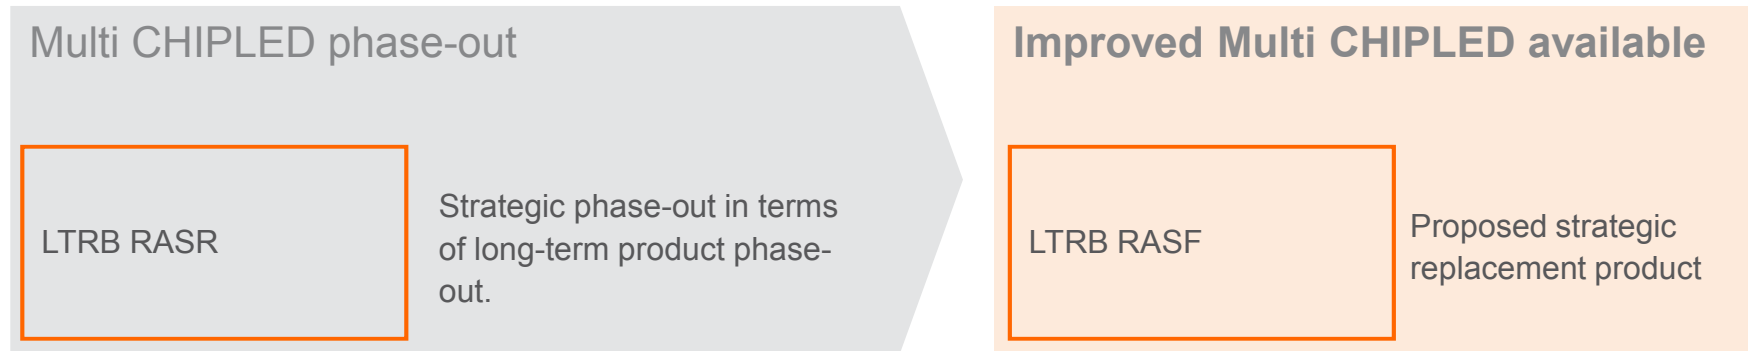 Multi CHIPLED phase-out
LTRB RASR
Strategic phase-out in terms
of long-term product phase-
out.
Improved Multi CHIPLED available
LTRB RASF
Proposed strategic
replacement product